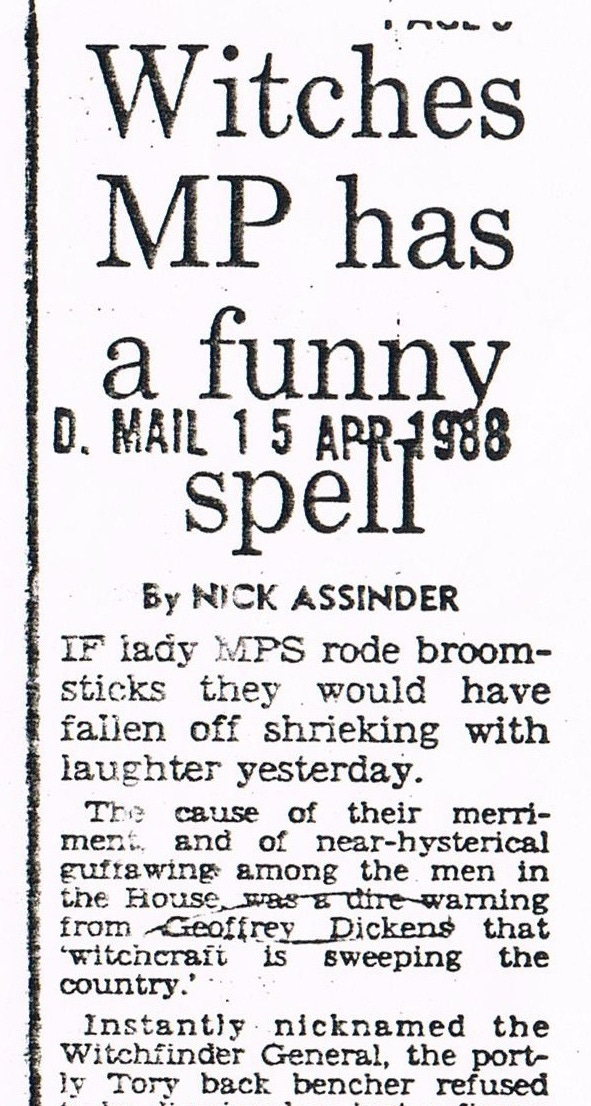 Witches
MP has
a funny
D. MAIL 15 APR 1988
spell
By NICK ASSINDER
IF lady MPS rode broom-
sticks they would have
fallen off shrieking with
laughter yesterday.
The cause of their merri-
ment, and of near-hysterical
guffawing among the men in
the House, was a dire warning
from Geoffrey Dickens that
'witchcraft is sweeping the
country.'
Instantly nicknamed the
Witchfinder General, the port-
ly Tory back bencher refused